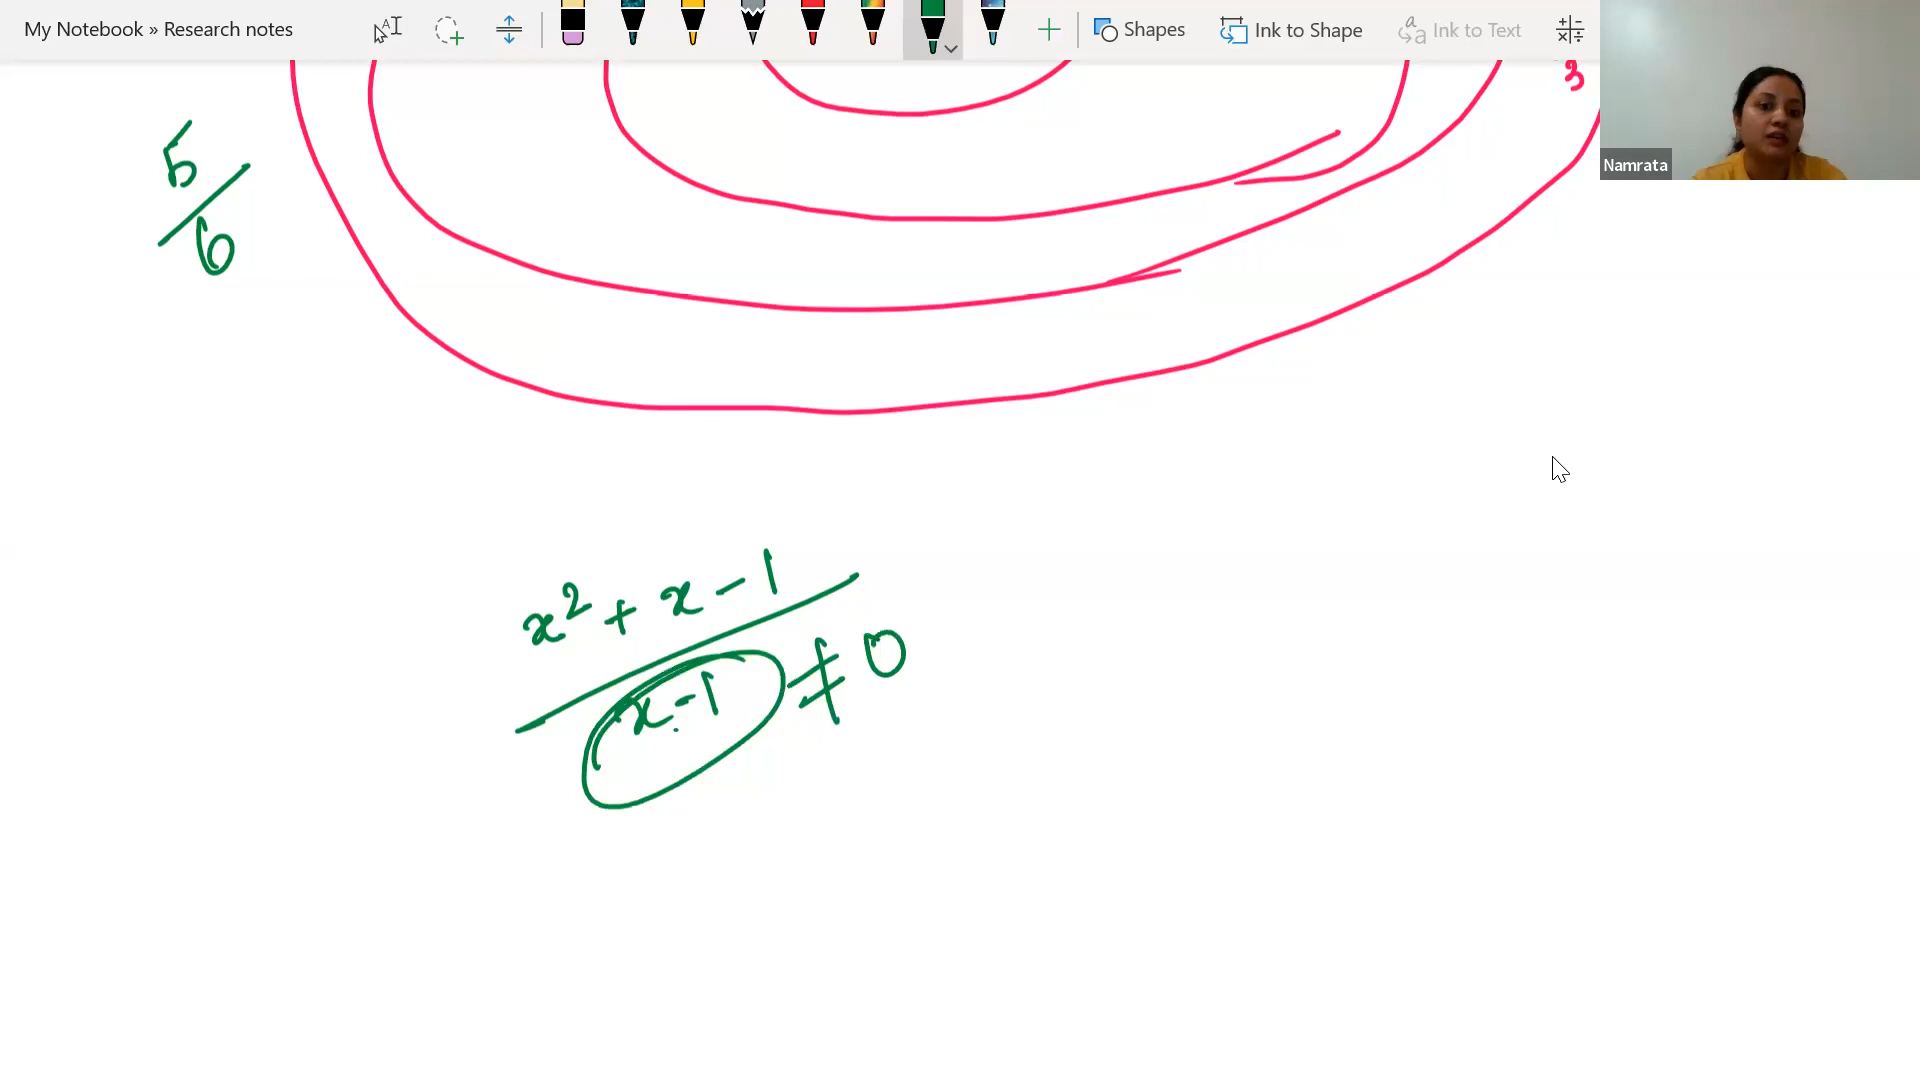 My Notebook » Research notes
Shapes
Ink to Shape
Ink to Text
Namrata
3
5
6
x² + x - 1
x - 1 ≠ 0